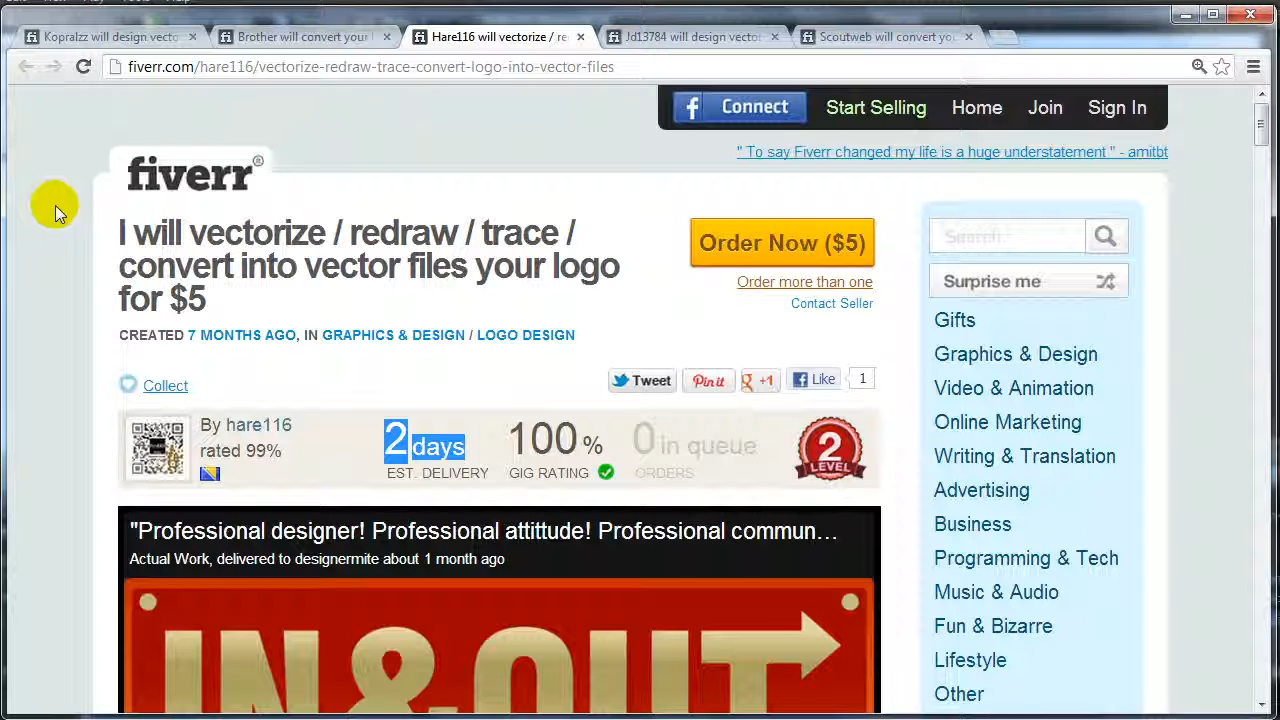 Kopralzz will design vecto
Brother will convert your
Hare116 will vectorize / re
Jd13784 will design vector
Scoutweb will convert yo
fiverr.com/hare116/vectorize-redraw-trace-convert-logo-into-vector-files
f Connect
Start Selling
Home
Join
Sign In
" To say Fiverr changed my life is a huge understatement " - amitbt
fiverr®
I will vectorize / redraw / trace /
convert into vector files your logo
for $5
Order Now ($5)
Order more than one
Contact Seller
CREATED 7 MONTHS AGO, IN GRAPHICS & DESIGN / LOGO DESIGN
Collect
Tweet
Pin it
g +1
f Like
1
By hare116
rated 99%
2 days
EST. DELIVERY
100 %
GIG RATING
0 in queue
ORDERS
2
LEVEL
"Professional designer! Professional attittude! Professional commun...
Actual Work, delivered to designermite about 1 month ago
IN & OUT
Search
Surprise me
Gifts
Graphics & Design
Video & Animation
Online Marketing
Writing & Translation
Advertising
Business
Programming & Tech
Music & Audio
Fun & Bizarre
Lifestyle
Other